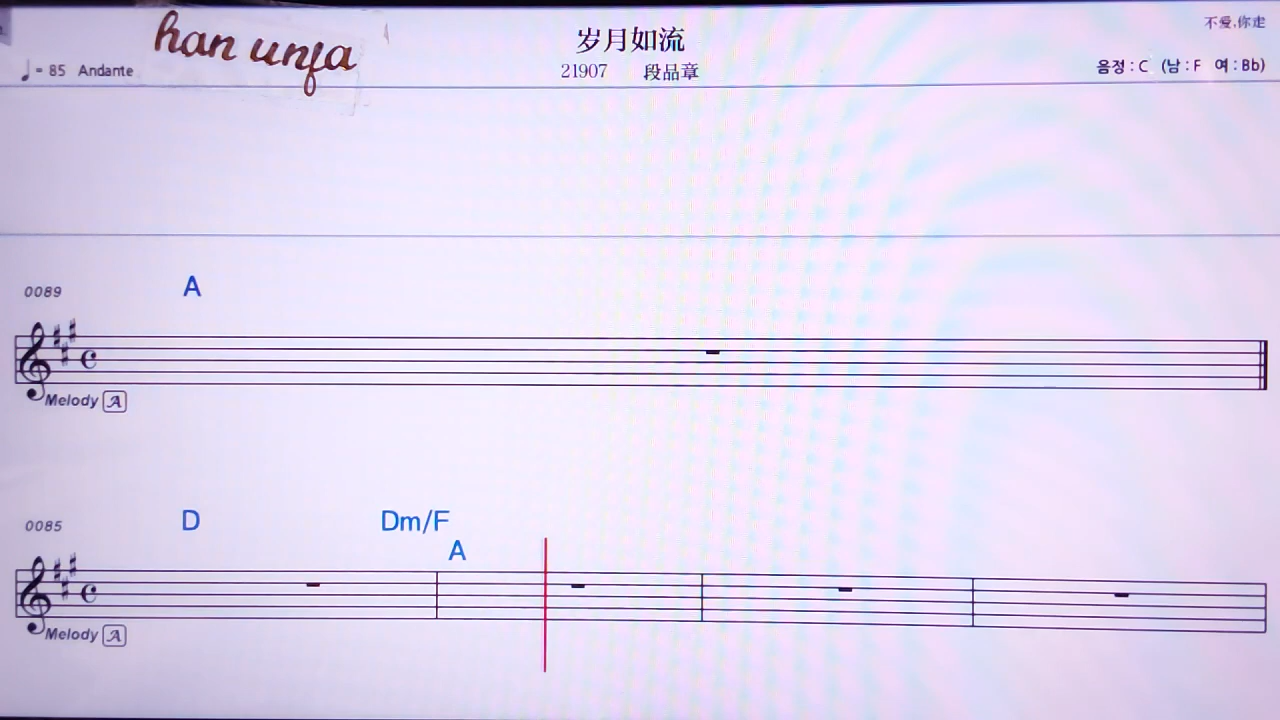 han unja
岁月如流
不爱,你走
♩= 85 Andante
21907 段品章
음정 : C (남 : F 여 : Bb)
0089 A
Melody A
0085 D Dm/F
A
Melody A